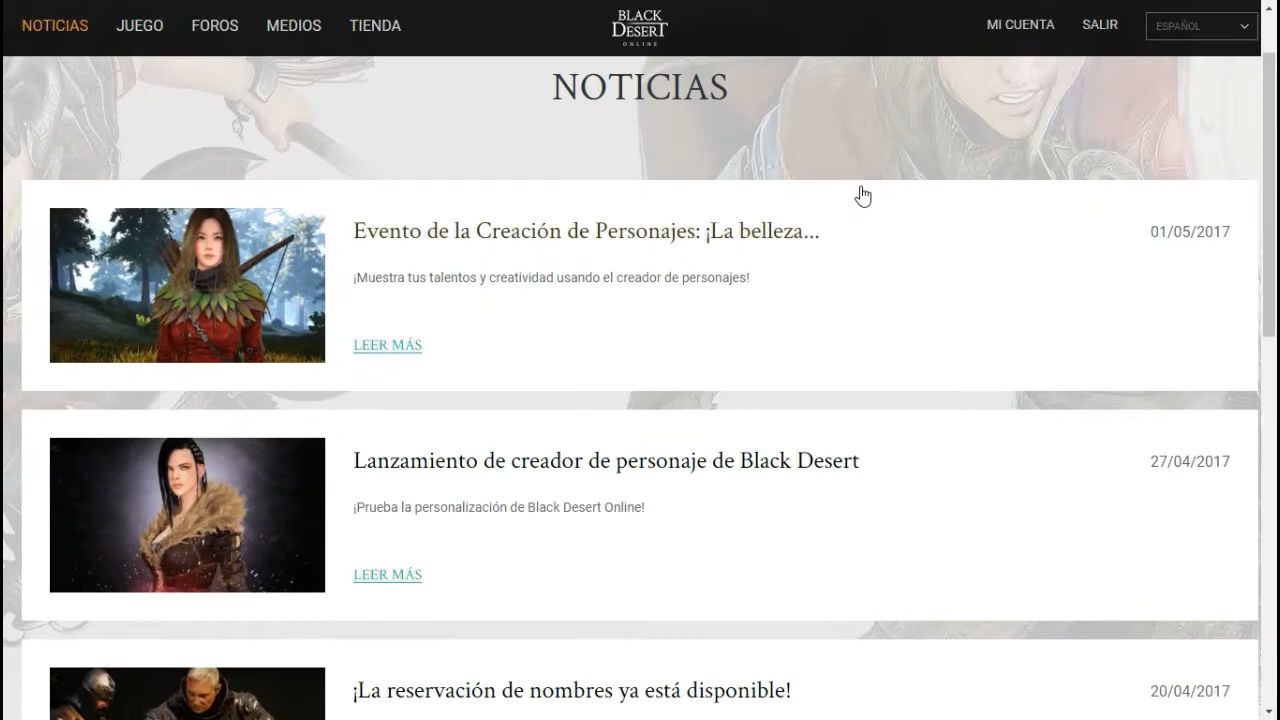 NOTICIAS JUEGO FOROS MEDIOS TIENDA
BLACK
DESERT
ONLINE
MI CUENTA SALIR ESPAÑOL
NOTICIAS
Evento de la Creación de Personajes: ¡La belleza...
01/05/2017
¡Muestra tus talentos y creatividad usando el creador de personajes!
LEER MÁS
Lanzamiento de creador de personaje de Black Desert
27/04/2017
¡Prueba la personalización de Black Desert Online!
LEER MÁS
¡La reservación de nombres ya está disponible!
20/04/2017